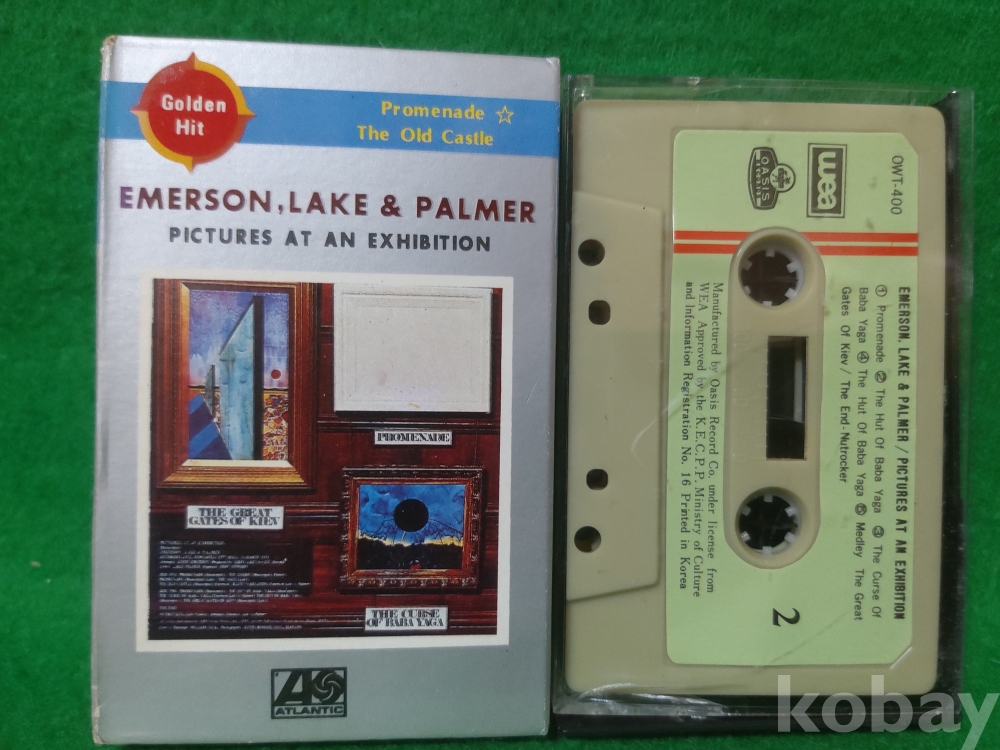 Golden
Hit
Promenade ☆
The Old Castle
EMERSON, LAKE & PALMER
PICTURES AT AN EXHIBITION
PROMENADE
THE GREAT
GATES OF KIEV
THE CURSE
OF BABA YAGA
ATLANTIC
OASIS
RECORDS
wea
OWT-400
EMERSON, LAKE & PALMER / PICTURES AT AN EXHIBITION
① Promenade ② The Hut Of Baba Yaga ③ The Curse Of
Baba Yaga ④ The Hut Of Baba Yaga ⑤ Medley The Great
Gates Of Kiev / The End-Nutrocker
Manufactured by Oasis Record Co. under license from
WEA Approved by the K.E.C.P.P. Ministry of Culture
and Information Registration No. 16 Printed in Korea
2
kobay